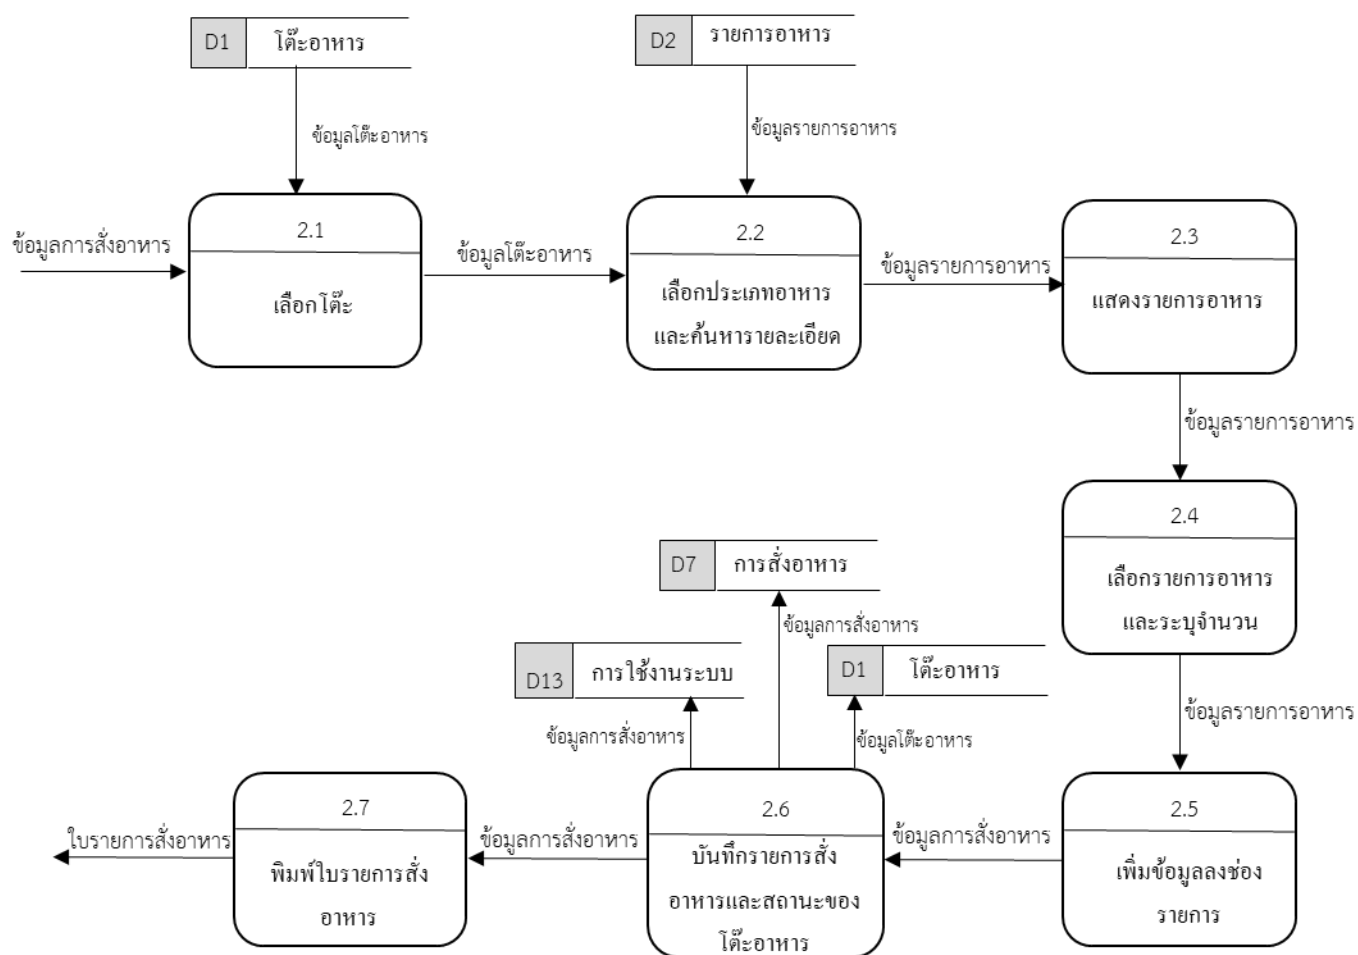 D1 โต๊ะอาหาร
D2 รายการอาหาร
ข้อมูลโต๊ะอาหาร
ข้อมูลรายการอาหาร
ข้อมูลการสั่งอาหาร
2.1
เลือกโต๊ะ
ข้อมูลโต๊ะอาหาร
2.2
เลือกประเภทอาหาร
และค้นหารายละเอียด
ข้อมูลรายการอาหาร
2.3
แสดงรายการอาหาร
ข้อมูลรายการอาหาร
2.4
เลือกรายการอาหาร
และระบุจำนวน
D7 การสั่งอาหาร
ข้อมูลการสั่งอาหาร
D13 การใช้งานระบบ
D1 โต๊ะอาหาร
ข้อมูลรายการอาหาร
ข้อมูลการสั่งอาหาร
ข้อมูลโต๊ะอาหาร
2.5
เพิ่มข้อมูลลงช่อง
รายการ
ข้อมูลการสั่งอาหาร
2.6
บันทึกรายการสั่ง
อาหารและสถานะของ
โต๊ะอาหาร
ข้อมูลการสั่งอาหาร
2.7
พิมพ์ใบรายการสั่ง
อาหาร
ใบรายการสั่งอาหาร